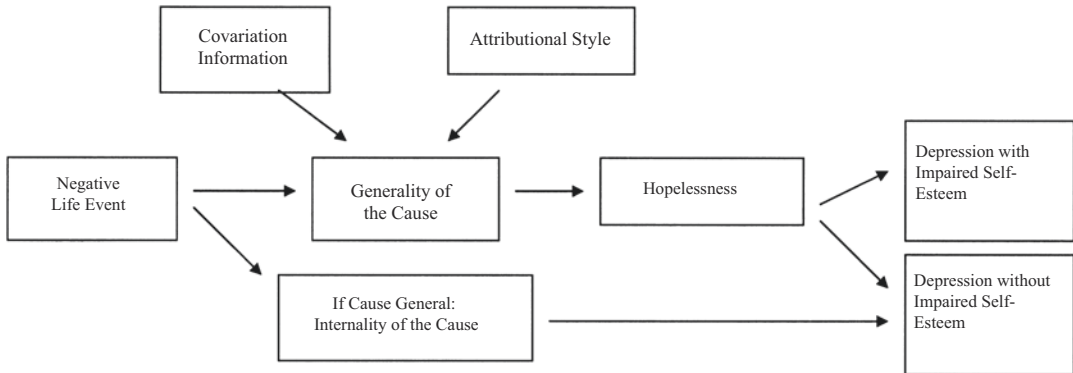 Covariation
Information
Attributional Style
Negative
Life Event
Generality of
the Cause
Hopelessness
Depression with
Impaired Self-
Esteem
If Cause General:
Internality of the Cause
Depression without
Impaired Self-
Esteem